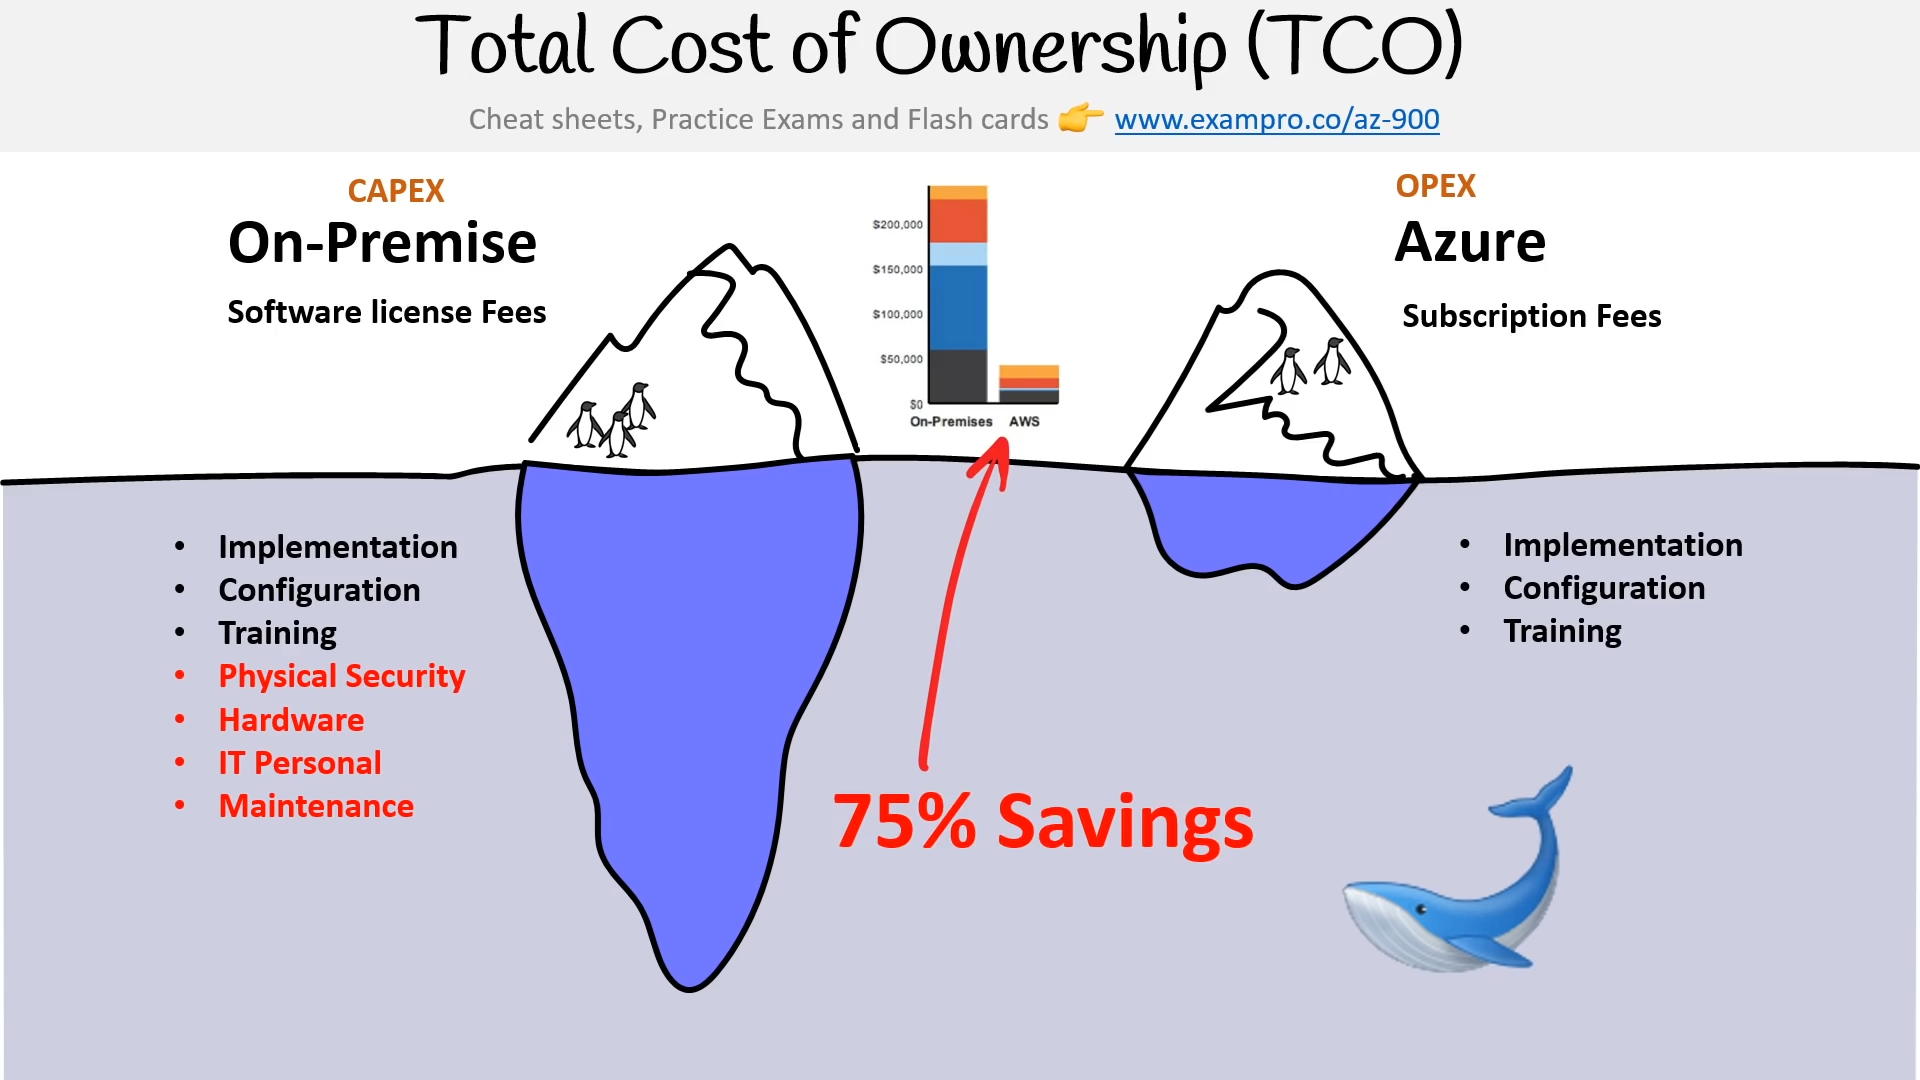 Total Cost of Ownership (TCO)
Cheat sheets, Practice Exams and Flash cards 👉 www.exampro.co/az-900
CAPEX
On-Premise
Software license Fees
$200,000
$150,000
$100,000
$50,000
$0
On-Premises AWS
OPEX
Azure
Subscription Fees
• Implementation
• Configuration
• Training
• Physical Security
• Hardware
• IT Personal
• Maintenance
75% Savings
• Implementation
• Configuration
• Training